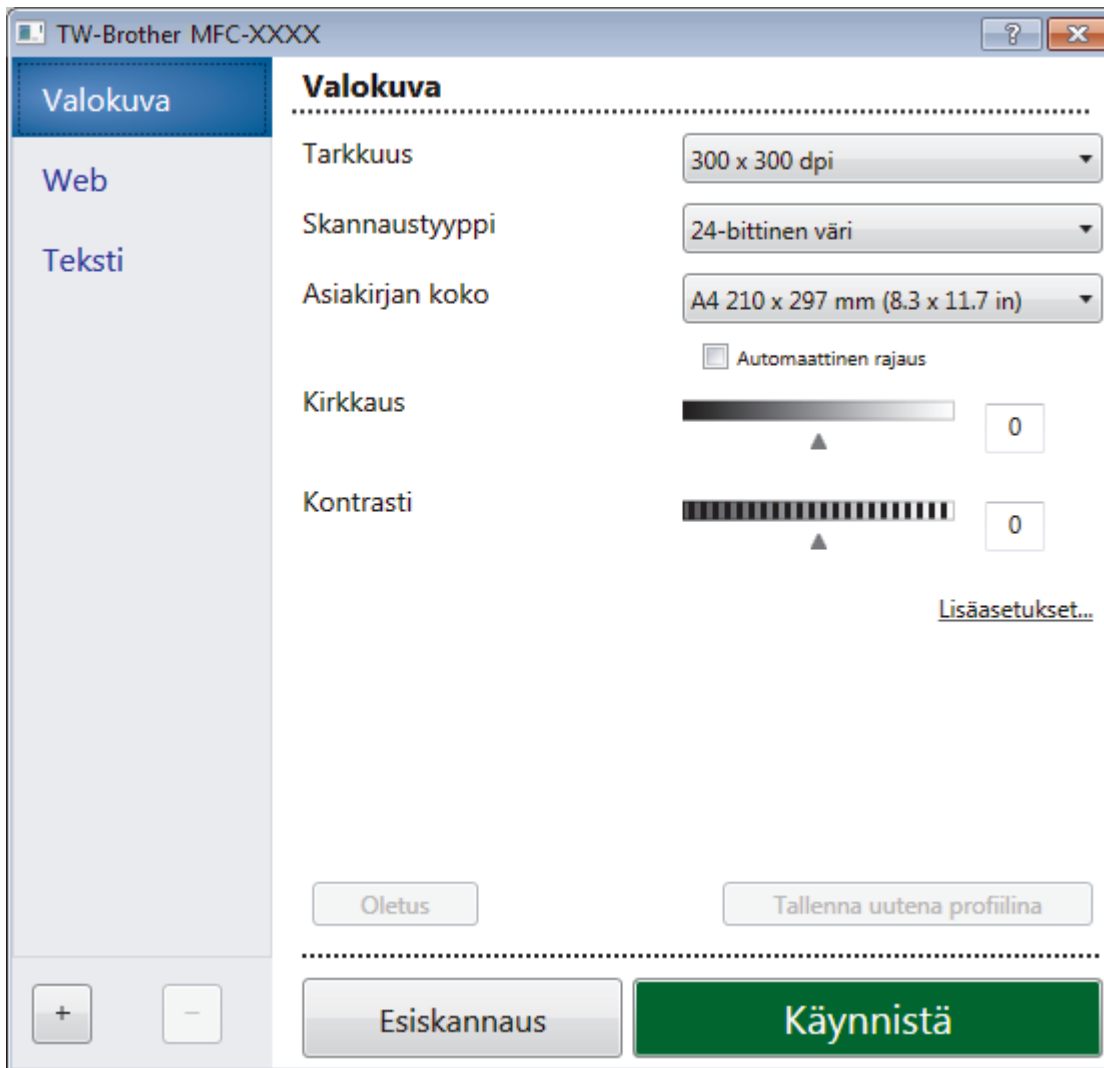 TW-Brother MFC-XXXX
?
Valokuva
Web
Teksti
Valokuva
Tarkkuus
300 x 300 dpi
Skannaustyyppi
24-bittinen väri
Asiakirjan koko
A4 210 x 297 mm (8.3 x 11.7 in)
Automaattinen rajaus
Kirkkaus
0
Kontrasti
0
Lisäasetukset...
Oletus
Tallenna uutena profiilina
+
−
Esiskannaus
Käynnistä